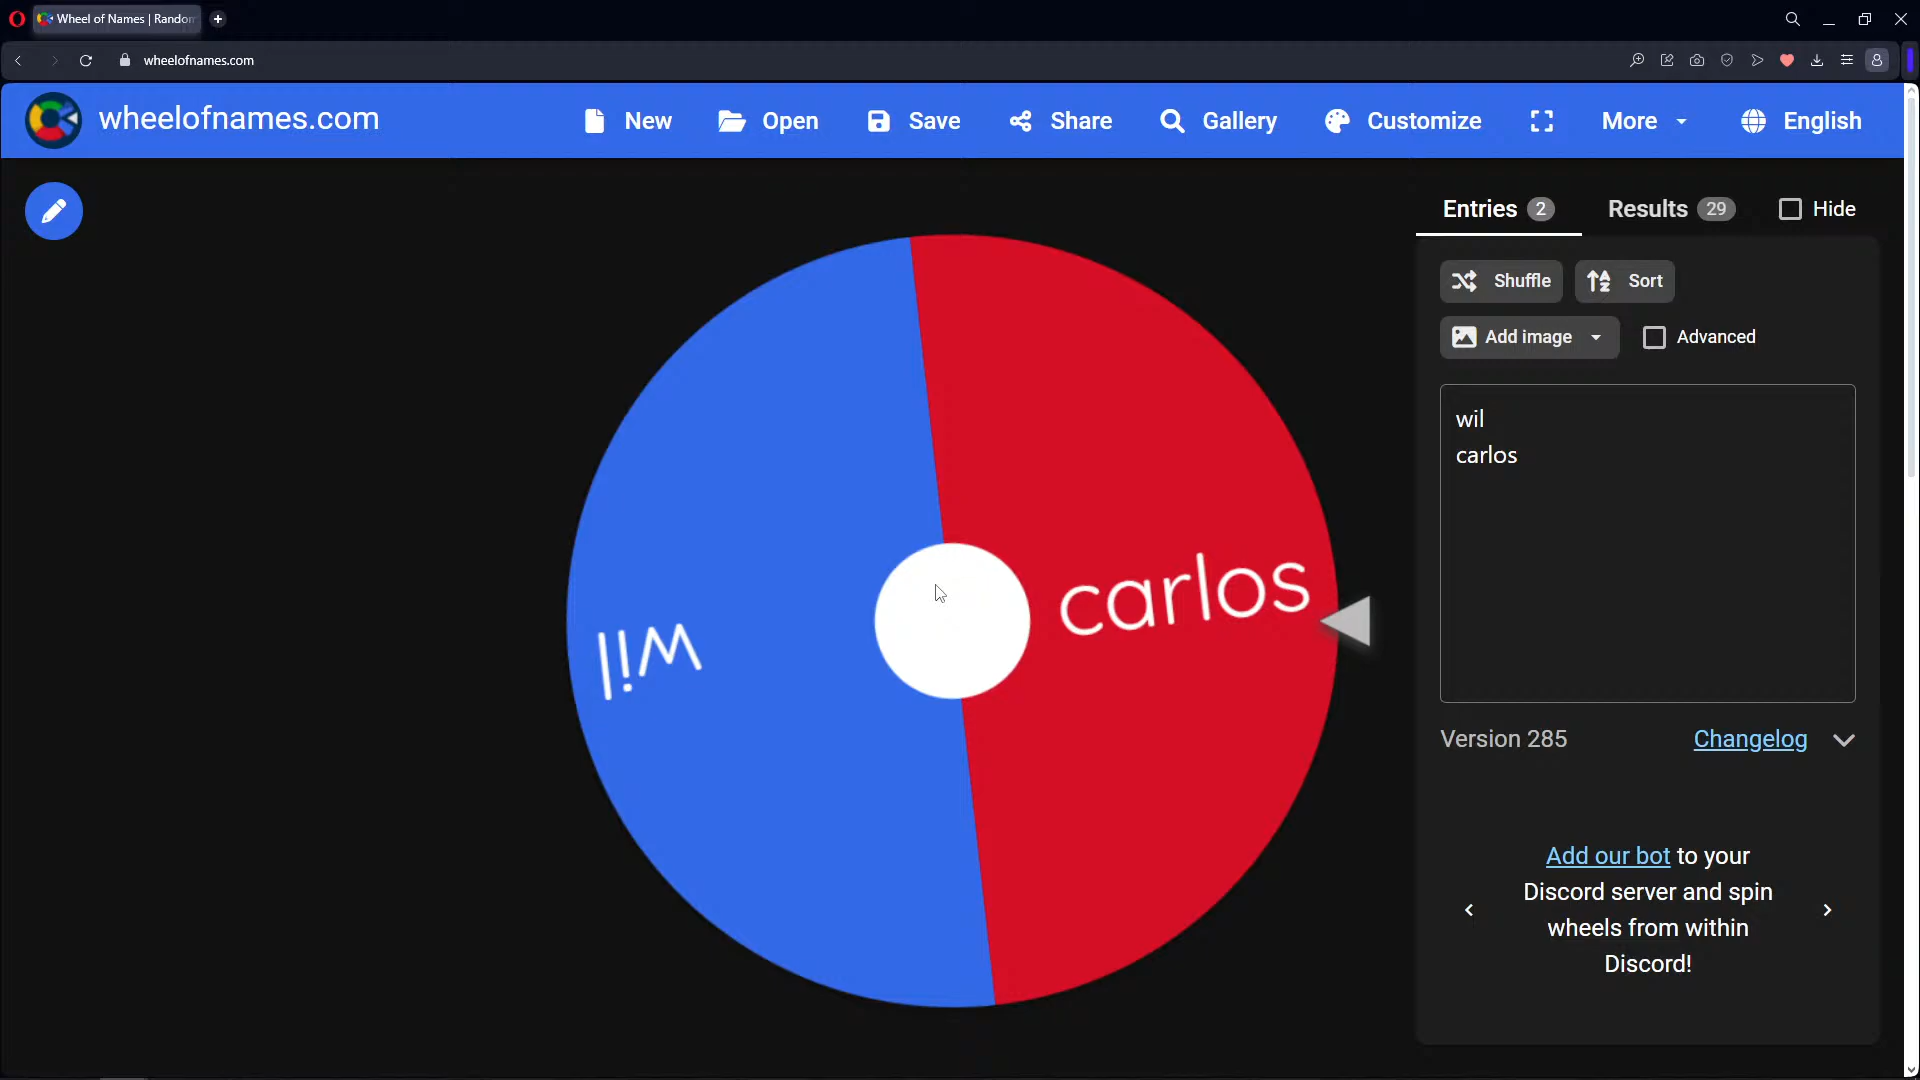 Wheel of Names | Random
wheelofnames.com
wheelofnames.com
New
Open
Save
Share
Gallery
Customize
More
English
Entries 2
Results 29
Hide
Shuffle
Sort
Add image
Advanced
wil
carlos
carlos
wil
Version 285
Changelog
Add our bot to your
Discord server and spin
wheels from within
Discord!